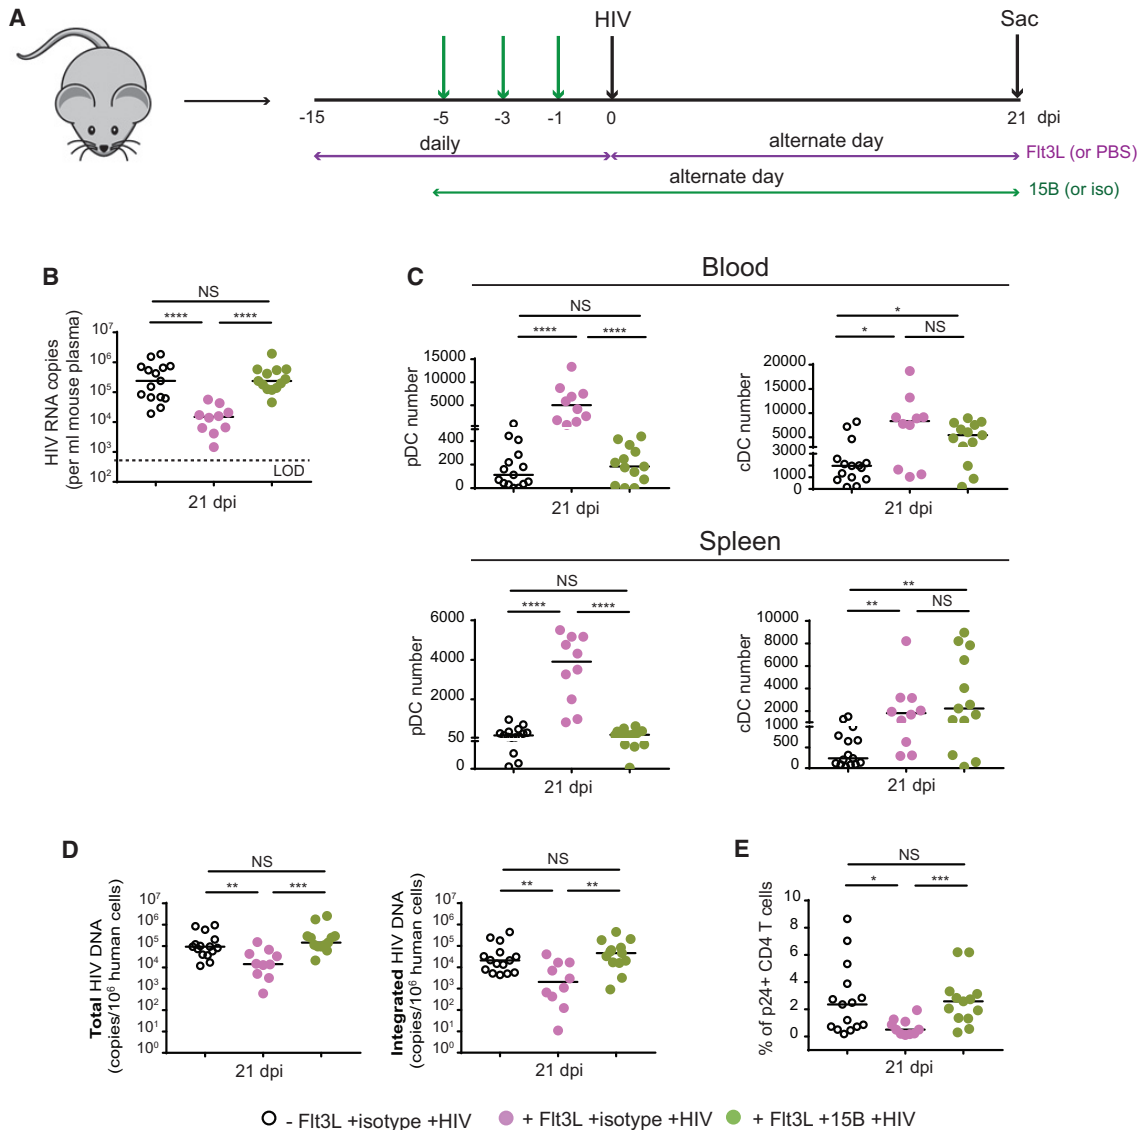 A
HIV
Sac
-15
-5
-3
-1
0
21
dpi
daily
alternate day
Flt3L (or PBS)
alternate day
15B (or iso)
B
NS
****
****
HIV RNA copies
(per ml mouse plasma)
10⁷
10⁶
10⁵
10⁴
10³
10²
LOD
21 dpi
C
Blood
NS
****
****
pDC number
15000
10000
5000
400
200
0
21 dpi
*
*
NS
cDC number
20000
15000
10000
5000
3000
2000
1000
0
21 dpi
Spleen
NS
****
****
pDC number
6000
4000
2000
50
0
21 dpi
**
**
NS
cDC number
10000
8000
6000
4000
2000
1000
500
0
21 dpi
D
NS
**
***
Total HIV DNA
(copies/10⁶ human cells)
10⁷
10⁶
10⁵
10⁴
10³
10²
10¹
10⁰
21 dpi
NS
**
**
Integrated HIV DNA
(copies/10⁶ human cells)
10⁷
10⁶
10⁵
10⁴
10³
10²
10¹
10⁰
21 dpi
E
NS
*
***
% of p24+ CD4 T cells
10
8
6
4
2
0
21 dpi
- Flt3L +isotype +HIV
+ Flt3L +isotype +HIV
+ Flt3L +15B +HIV